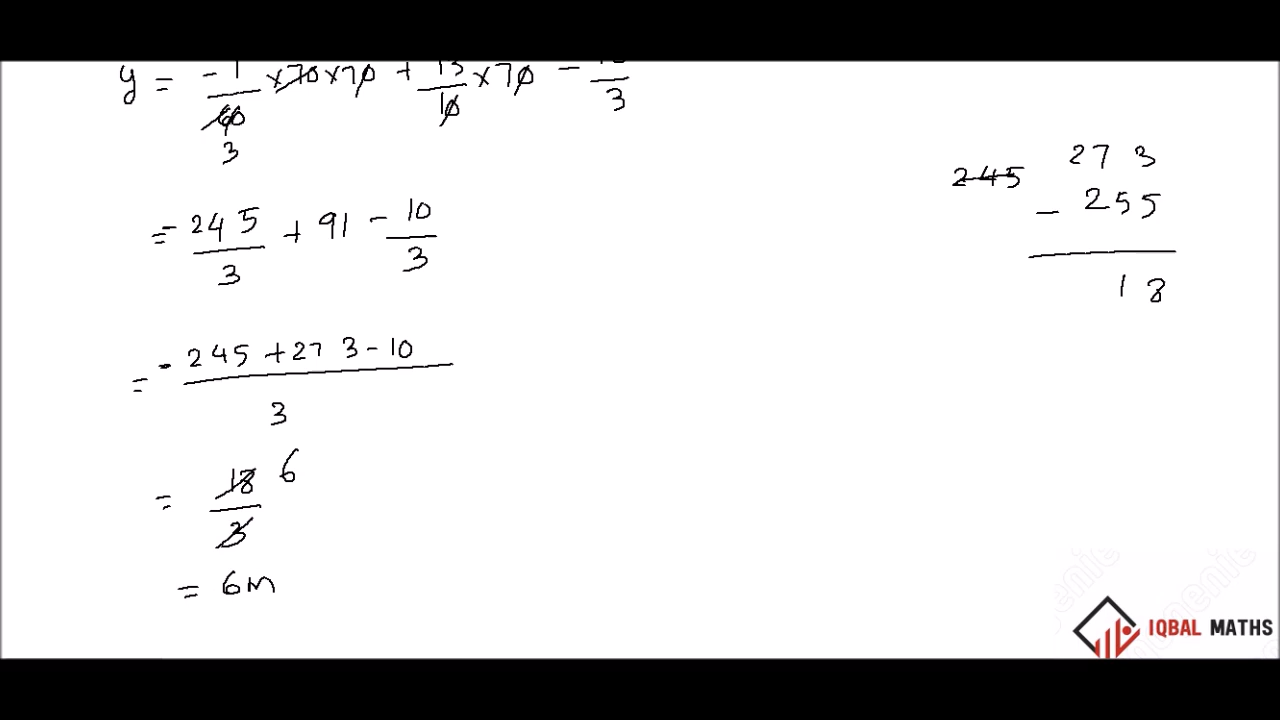 y = -1/60 × 70 × 70 + 13/10 × 70 - 10/3
3
= - 245/3 + 91 - 10/3
= - 245 + 273 - 10
3
= 18/3 6
= 6m
245
273
- 255
18
IQBAL MATHS